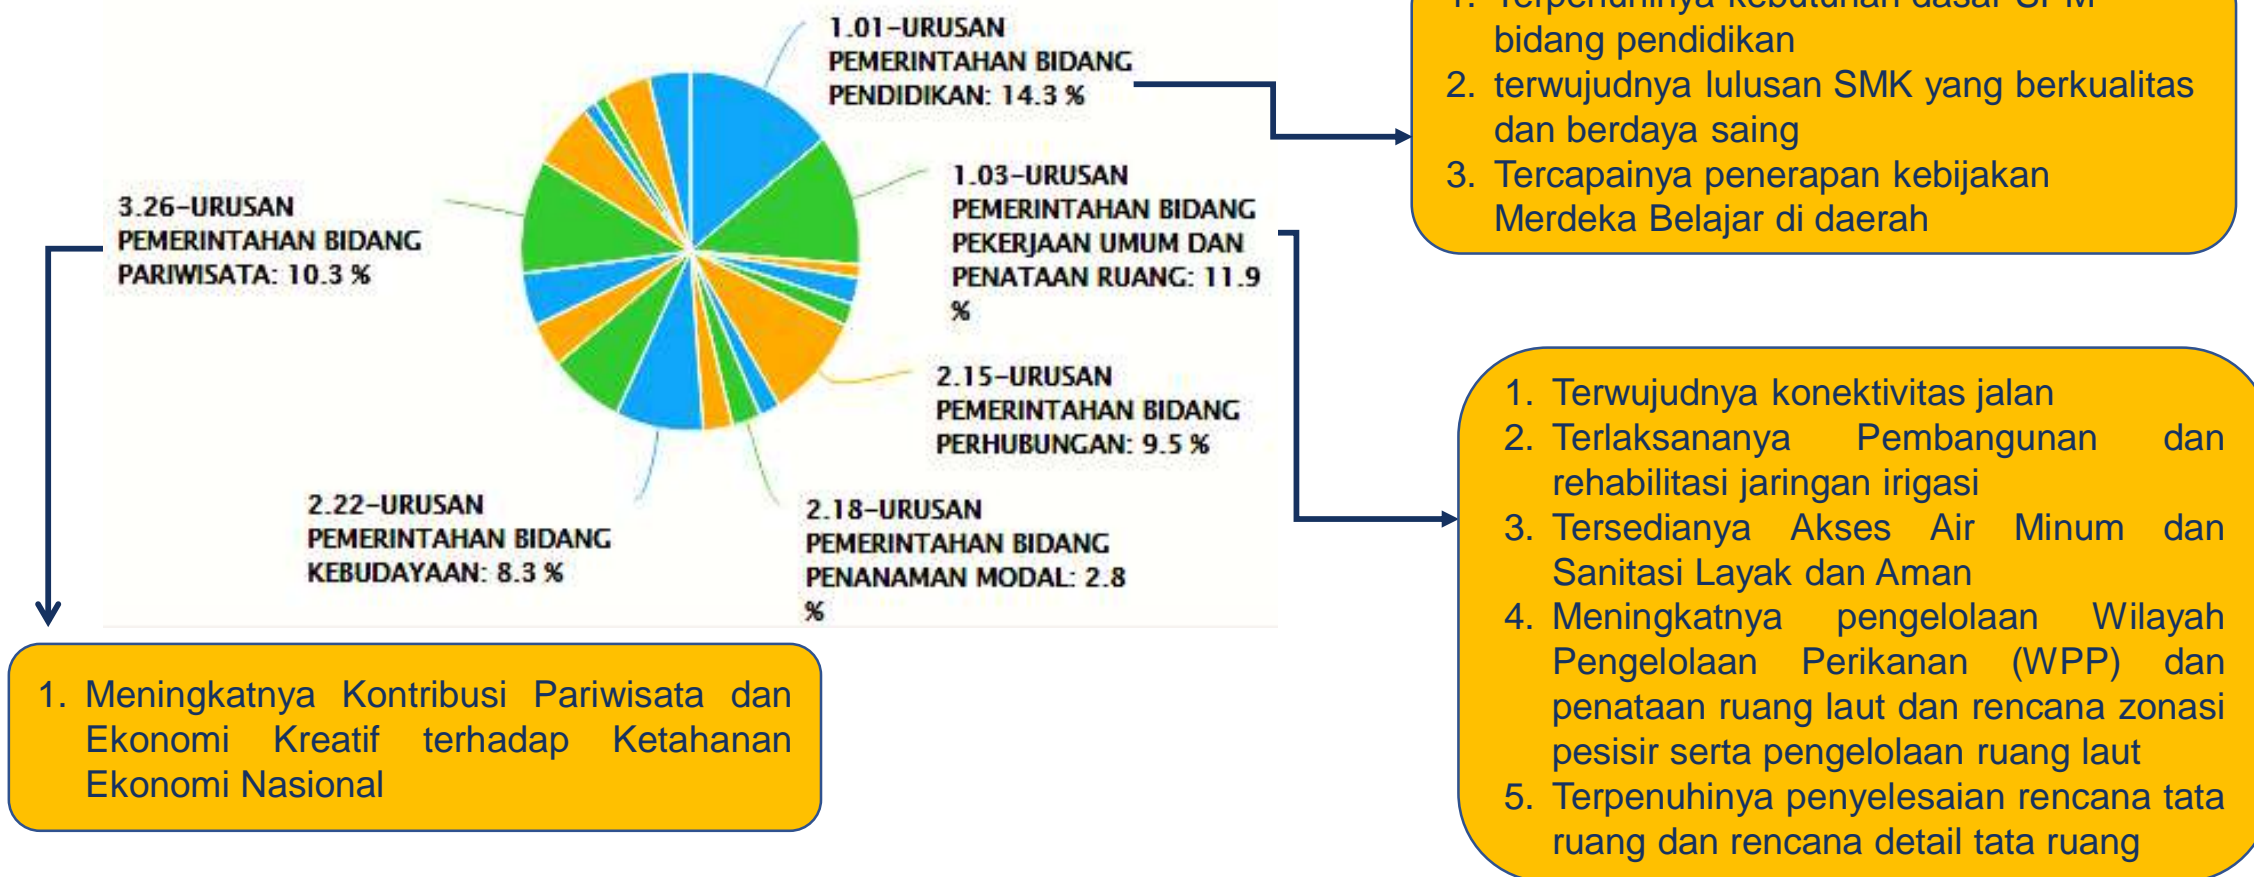 1.01-URUSAN
PEMERINTAHAN BIDANG
PENDIDIKAN: 14.3 %
1. Terpenuhinya kebutuhan dasar SPM
bidang pendidikan
2. terwujudnya lulusan SMK yang berkualitas
dan berdaya saing
3. Tercapainya penerapan kebijakan
Merdeka Belajar di daerah
3.26-URUSAN
PEMERINTAHAN BIDANG
PARIWISATA: 10.3 %
1.03-URUSAN
PEMERINTAHAN BIDANG
PEKERJAAN UMUM DAN
PENATAAN RUANG: 11.9
%
2.15-URUSAN
PEMERINTAHAN BIDANG
PERHUBUNGAN: 9.5 %
2.22-URUSAN
PEMERINTAHAN BIDANG
KEBUDAYAAN: 8.3 %
2.18-URUSAN
PEMERINTAHAN BIDANG
PENANAMAN MODAL: 2.8
%
1. Terwujudnya konektivitas jalan
2. Terlaksananya Pembangunan dan
rehabilitasi jaringan irigasi
3. Tersedianya Akses Air Minum dan
Sanitasi Layak dan Aman
4. Meningkatnya pengelolaan Wilayah
Pengelolaan Perikanan (WPP) dan
penataan ruang laut dan rencana zonasi
pesisir serta pengelolaan ruang laut
5. Terpenuhinya penyelesaian rencana tata
ruang dan rencana detail tata ruang
1. Meningkatnya Kontribusi Pariwisata dan
Ekonomi Kreatif terhadap Ketahanan
Ekonomi Nasional